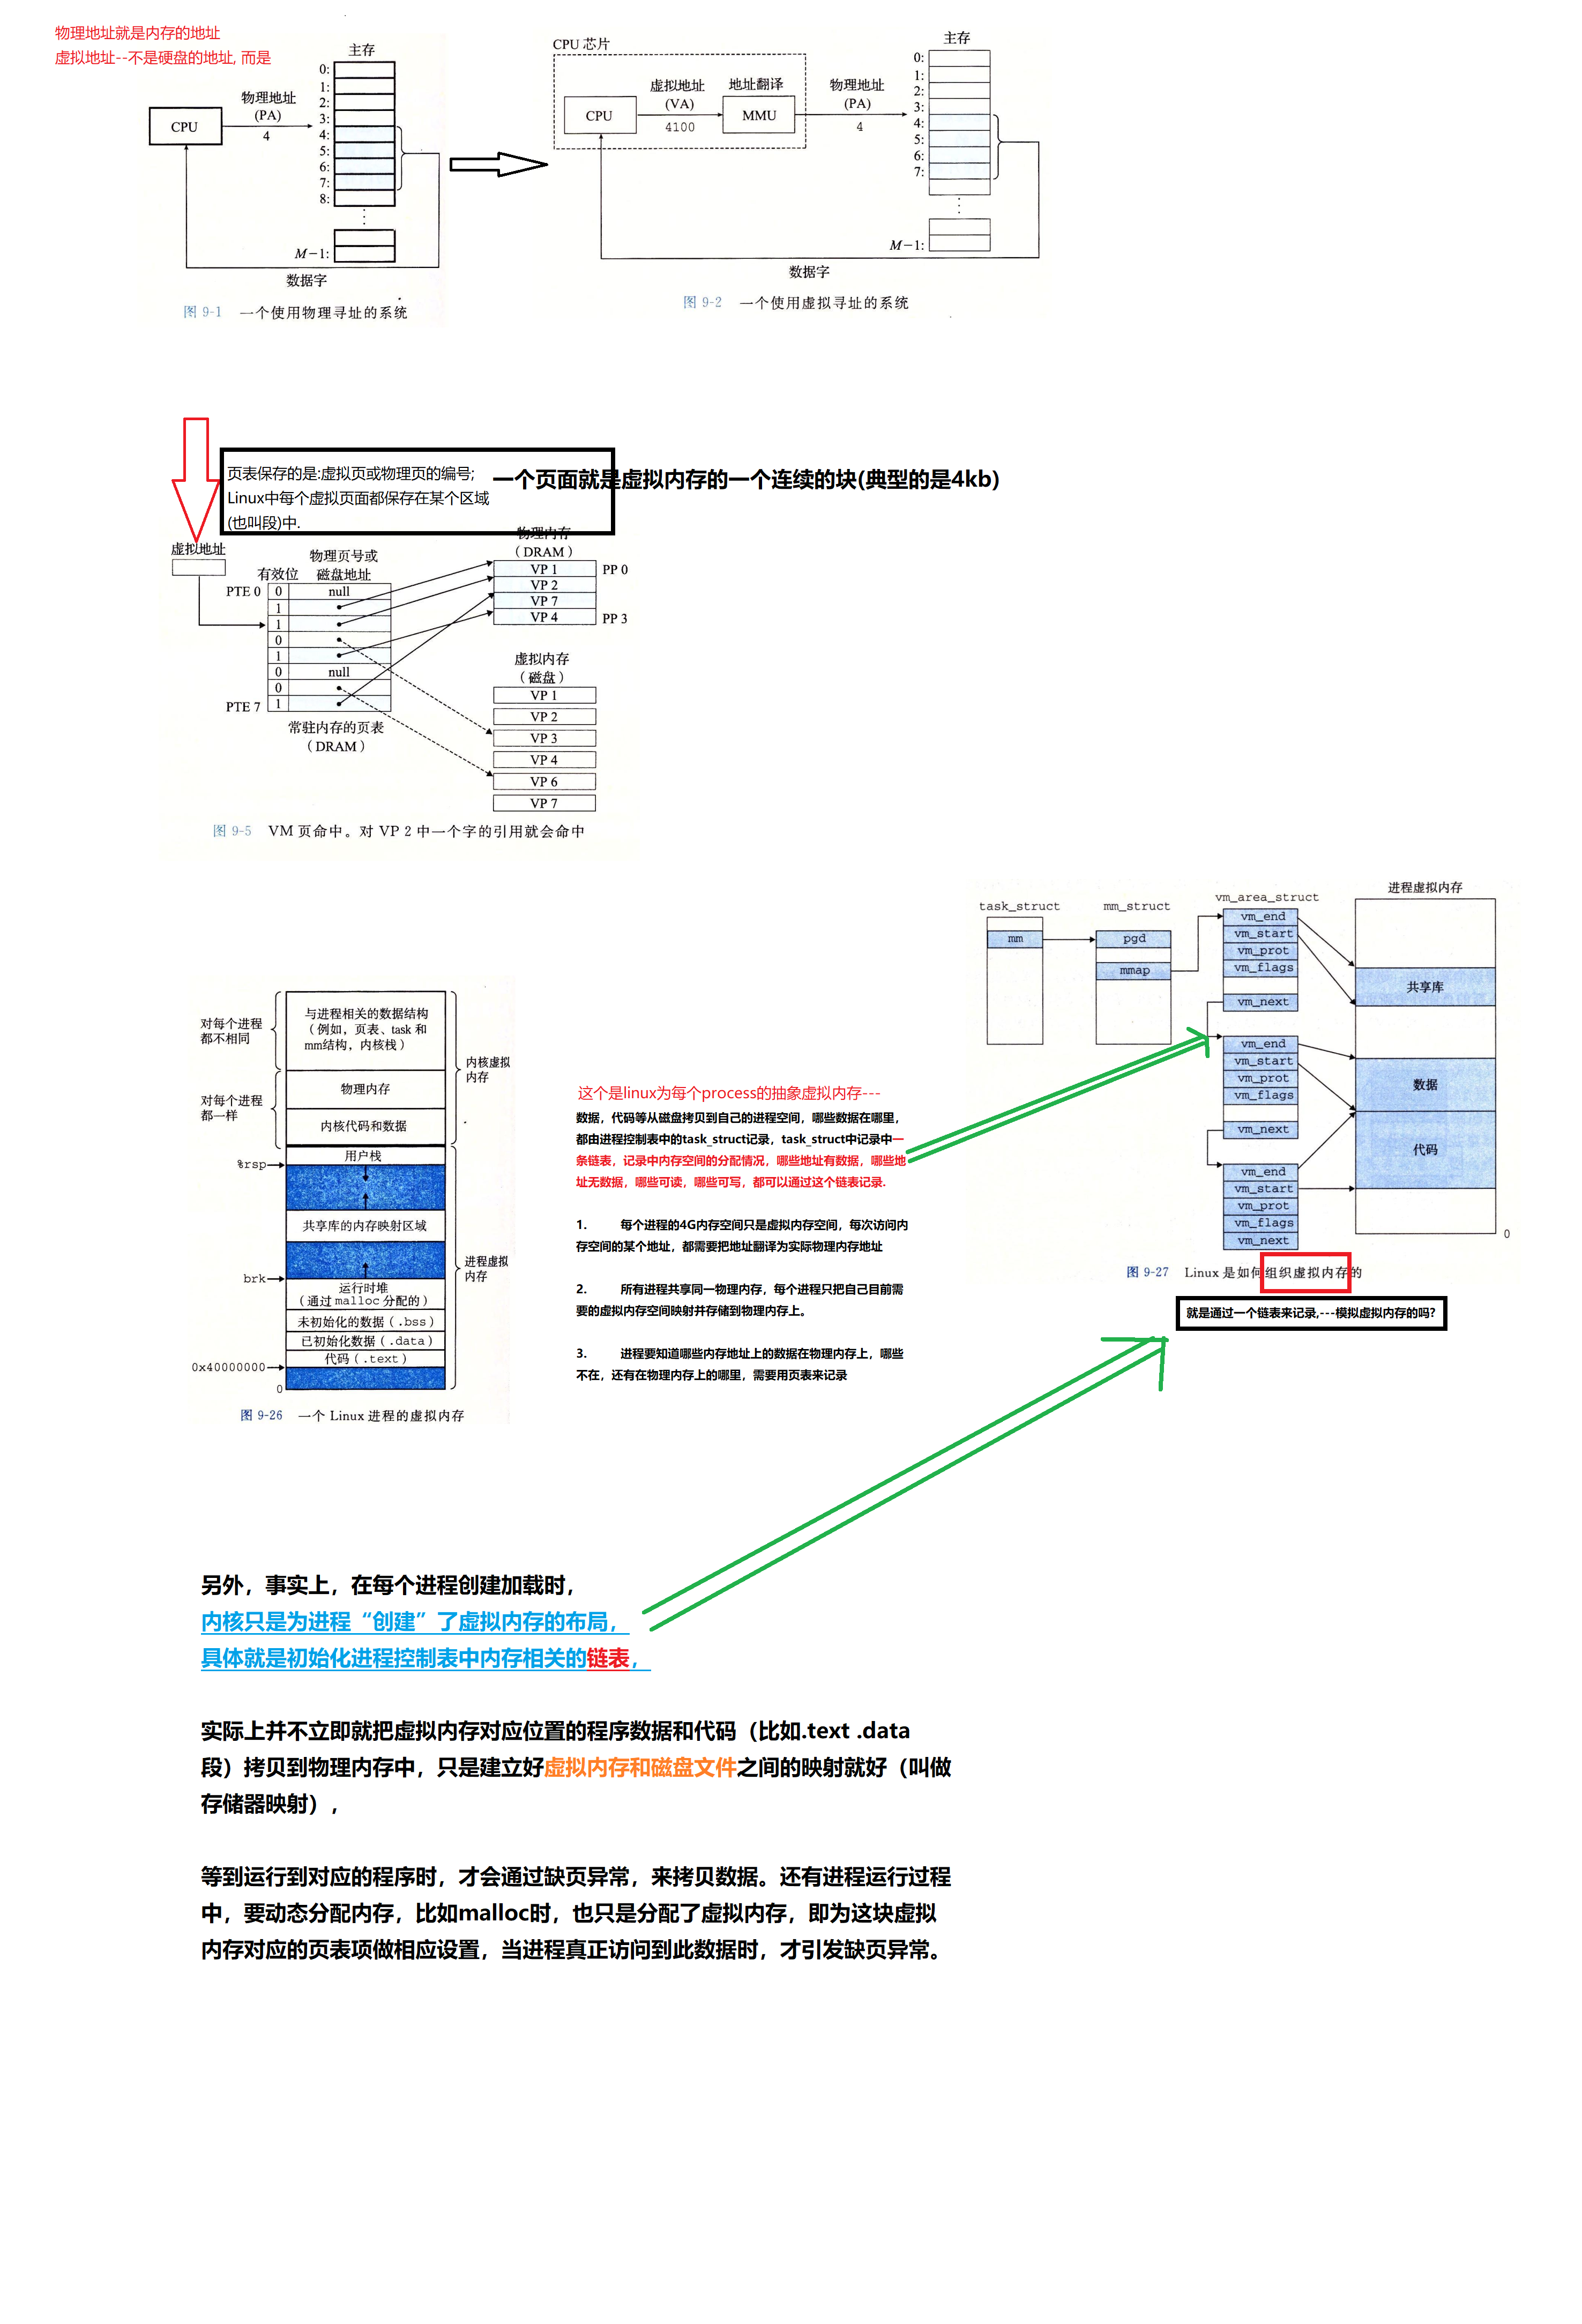 物理地址就是内存的地址
虚拟地址--不是硬盘的地址, 而是
主存
0:
1:
2:
3:
4:
5:
6:
7:
8:
M-1:
CPU
物理地址
(PA)
4
数据字
图 9-1 一个使用物理寻址的系统
CPU 芯片
CPU
虚拟地址
(VA)
4100
地址翻译
MMU
物理地址
(PA)
4
主存
0:
1:
2:
3:
4:
5:
6:
7:
M-1:
数据字
图 9-2 一个使用虚拟寻址的系统
页表保存的是:虚拟页或物理页的编号;
Linux中每个虚拟页面都保存在某个区域
(也叫段)中.
一个页面就是虚拟内存的一个连续的块(典型的是4kb)
虚拟地址
有效位
物理页号或
磁盘地址
PTE 0
0 null
1
1
0
1
0 null
0
PTE 7 1
常驻内存的页表
(DRAM)
物理内存
(DRAM)
VP 1 PP 0
VP 2
VP 7
VP 4 PP 3
虚拟内存
(磁盘)
VP 1
VP 2
VP 3
VP 4
VP 6
VP 7
图 9-5 VM 页命中。对 VP 2 中一个字的引用就会命中
task_struct
mm
mm_struct
pgd
mmap
vm_area_struct
vm_end
vm_start
vm_prot
vm_flags
vm_next
vm_end
vm_start
vm_prot
vm_flags
vm_next
vm_end
vm_start
vm_prot
vm_flags
vm_next
进程虚拟内存
共享库
数据
代码
0
图 9-27 Linux 是如何组织虚拟内存的
就是通过一个链表来记录,---模拟虚拟内存的吗?
对每个进程
都不相同
与进程相关的数据结构
(例如，页表、task 和
mm结构，内核栈)
对每个进程
都一样
物理内存
内核代码和数据
内核虚拟
内存
用户栈
%rsp
共享库的内存映射区域
brk
运行时堆
(通过 malloc 分配的)
未初始化的数据 (.bss)
已初始化数据 (.data)
代码 (.text)
0x40000000
0
进程虚拟
内存
图 9-26 一个 Linux 进程的虚拟内存
这个是linux为每个process的抽象虚拟内存---
数据，代码等从磁盘拷贝到自己的进程空间，哪些数据在哪里，
都由进程控制表中的task_struct记录，task_struct中记录中一
条链表，记录中内存空间的分配情况，哪些地址有数据，哪些地
址无数据，哪些可读，哪些可写，都可以通过这个链表记录.
1. 每个进程的4G内存空间只是虚拟内存空间，每次访问内
存空间的某个地址，都需要把地址翻译为实际物理内存地址
2. 所有进程共享同一物理内存，每个进程只把自己目前需
要的虚拟内存空间映射并存储到物理内存上。
3. 进程要知道哪些内存地址上的数据在物理内存上，哪些
不在，还有在物理内存上的哪里，需要用页表来记录
另外，事实上，在每个进程创建加载时，
内核只是为进程“创建”了虚拟内存的布局，
具体就是初始化进程控制表中内存相关的链表，
实际上并不立即就把虚拟内存对应位置的程序数据和代码（比如.text .data
段）拷贝到物理内存中，只是建立好虚拟内存和磁盘文件之间的映射就好（叫做
存储器映射），
等到运行到对应的程序时，才会通过缺页异常，来拷贝数据。还有进程运行过程
中，要动态分配内存，比如malloc时，也只是分配了虚拟内存，即为这块虚拟
内存对应的页表项做相应设置，当进程真正访问到此数据时，才引发缺页异常。